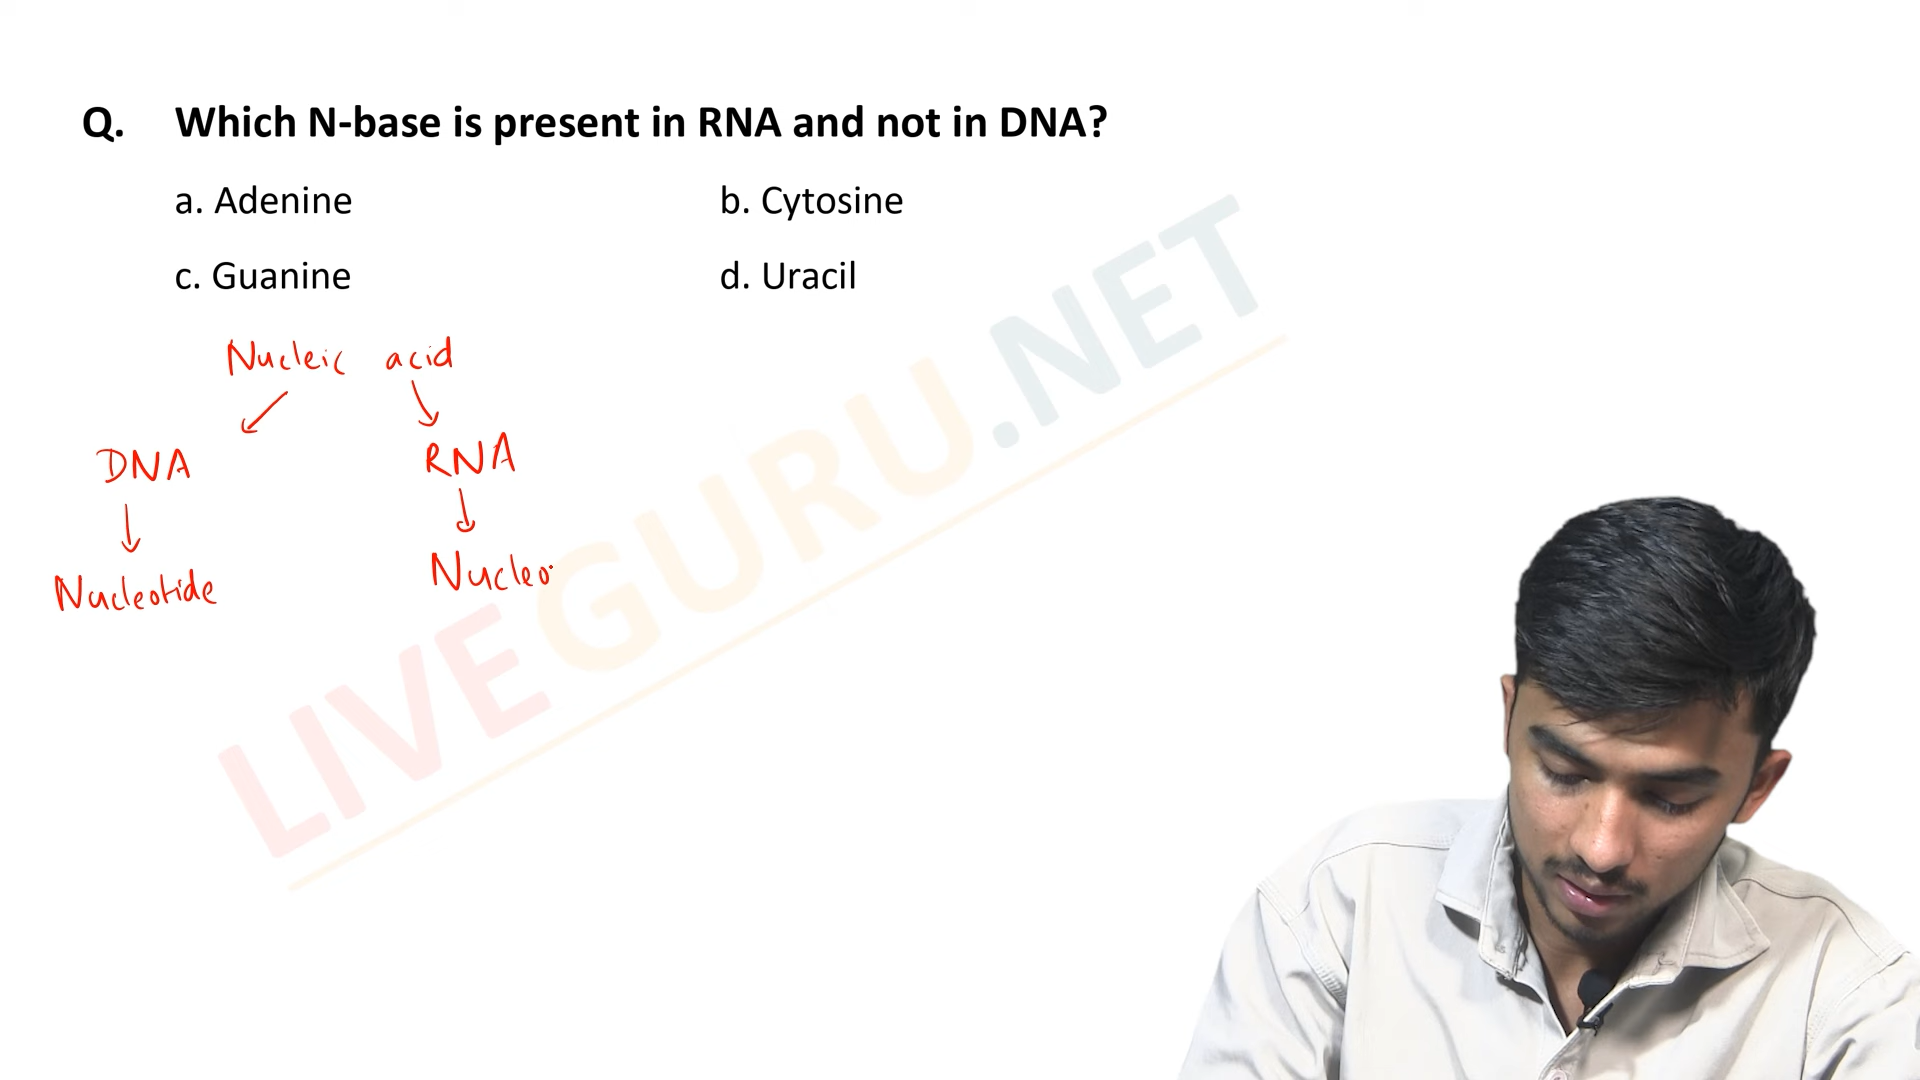 Q. Which N-base is present in RNA and not in DNA?
a. Adenine b. Cytosine
c. Guanine d. Uracil
Nucleic acid
DNA RNA
Nucleotide Nucleo
LIVEGURU.NET